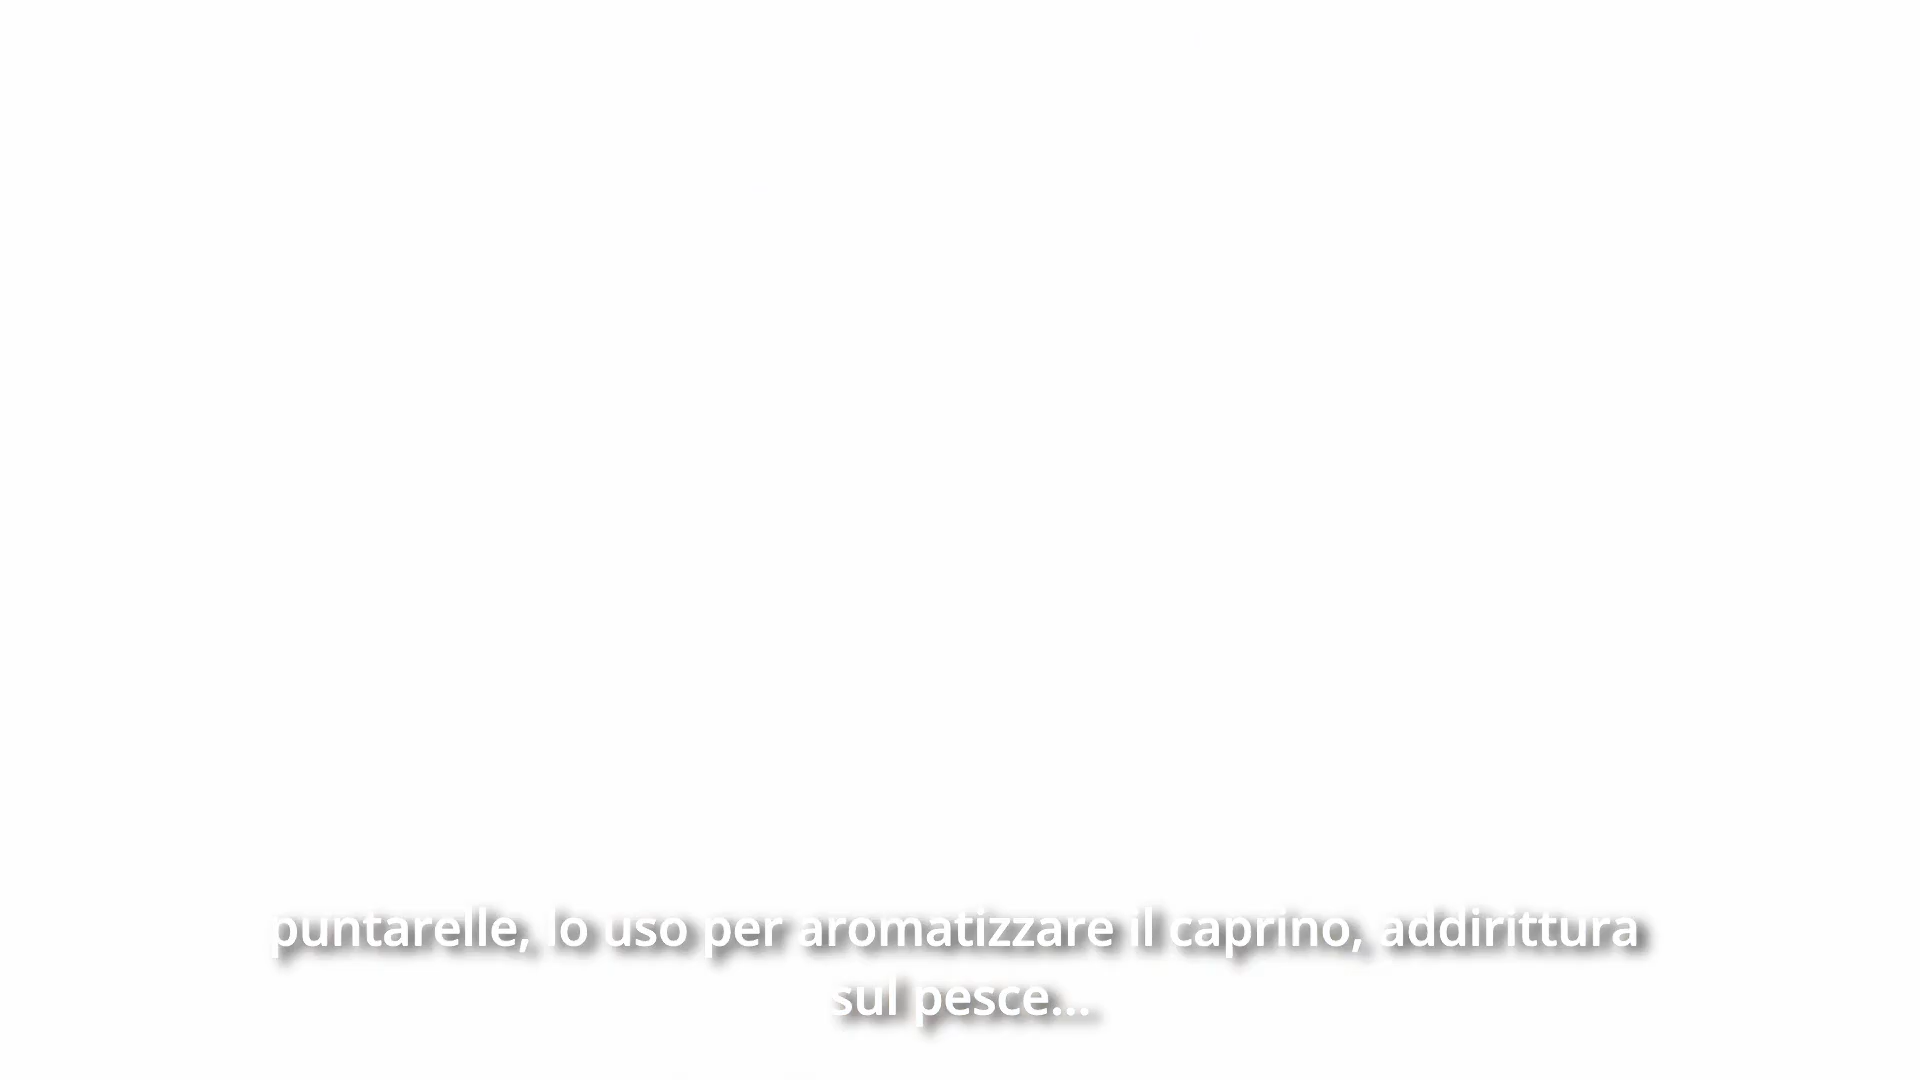 puntarelle, lo uso per aromatizzare il caprino, addirittura
sul pesce...